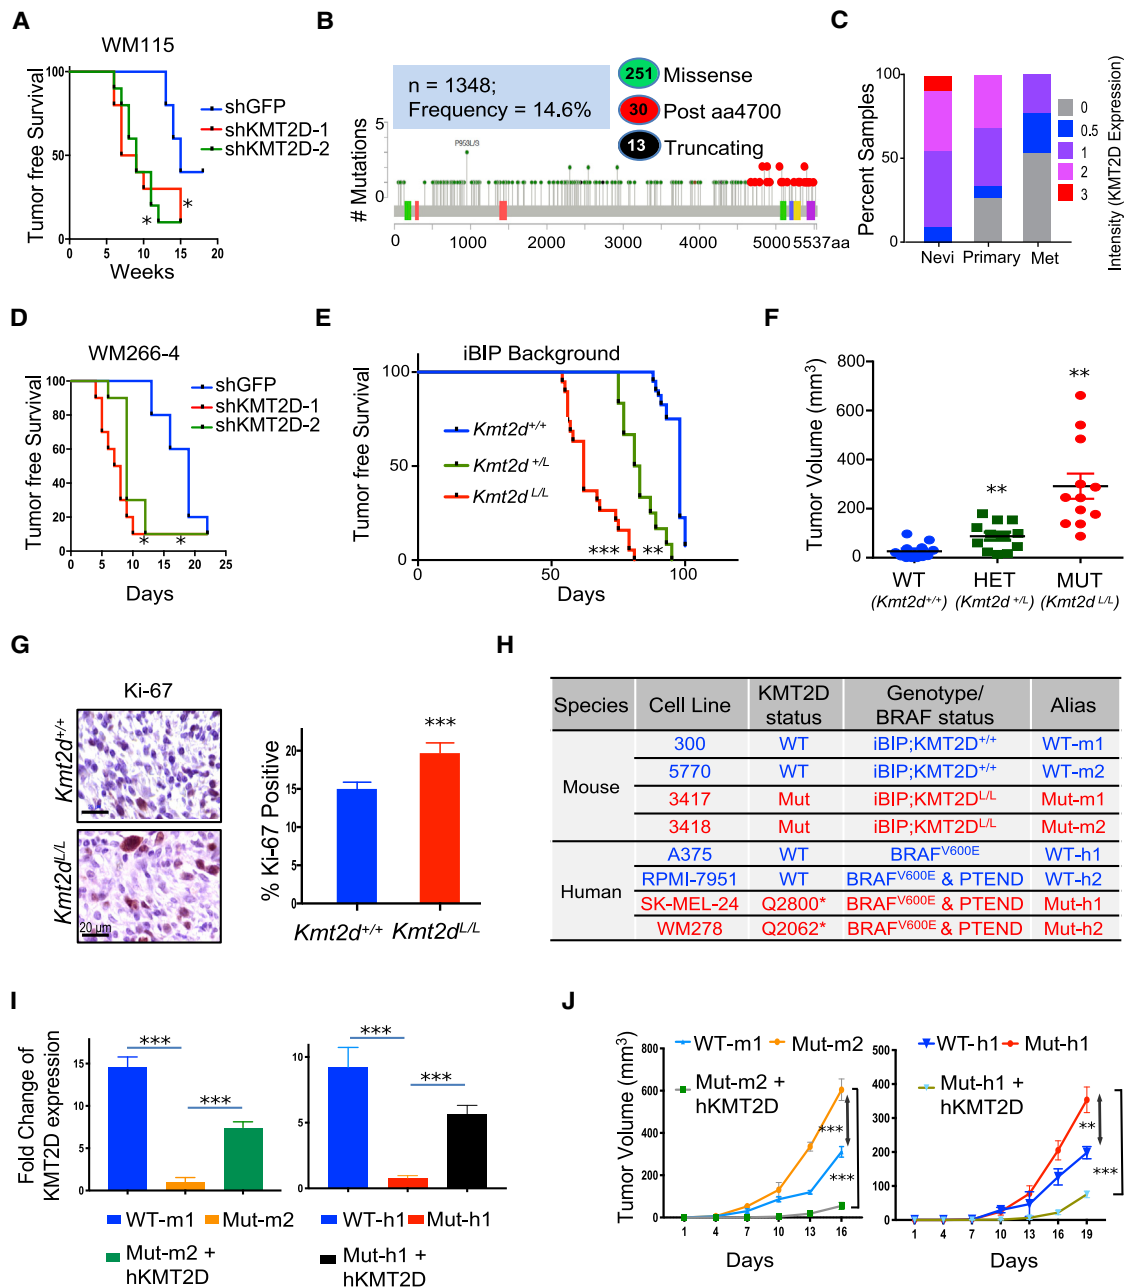 A
WM115
Tumor free Survival
100
50
0
0 5 10 15 20
Weeks
shGFP
shKMT2D-1
shKMT2D-2
*
*
B
n = 1348;
Frequency = 14.6%
251 Missense
30 Post aa4700
13 Truncating
# Mutations
5
0
P953L/3
0 1000 2000 3000 4000 5000 5537aa
C
Percent Samples
100
50
0
Nevi Primary Met
0
0.5
1
2
3
Intensity (KMT2D Expression)
D
WM266-4
Tumor free Survival
100
80
60
40
20
0
0 5 10 15 20 25
Days
shGFP
shKMT2D-1
shKMT2D-2
* *
E
iBIP Background
Tumor free Survival
100
50
0
0 50 100
Days
Kmt2d+/+
Kmt2d +/L
Kmt2d L/L
*** **
F
Tumor Volume (mm3)
800
600
400
200
0
**
**
WT HET MUT
(Kmt2d+/+) (Kmt2d +/L) (Kmt2d L/L)
G
Ki-67
Kmt2d+/+
Kmt2dL/L
20 um
% Ki-67 Positive
20
15
10
5
0
***
Kmt2d+/+ Kmt2dL/L
H
Species Cell Line KMT2D status Genotype/ BRAF status Alias
Mouse
300 WT iBIP;KMT2D+/+ WT-m1
5770 WT iBIP;KMT2D+/+ WT-m2
3417 Mut iBIP;KMT2DL/L Mut-m1
3418 Mut iBIP;KMT2DL/L Mut-m2
Human
A375 WT BRAFV600E WT-h1
RPMI-7951 WT BRAFV600E & PTEND WT-h2
SK-MEL-24 Q2800* BRAFV600E & PTEND Mut-h1
WM278 Q2062* BRAFV600E & PTEND Mut-h2
I
Fold Change of
KMT2D expression
15
10
5
0
***
***
WT-m1 Mut-m2
Mut-m2 +
hKMT2D
10
5
0
***
***
WT-h1 Mut-h1
Mut-h1 +
hKMT2D
J
Tumor Volume (mm3)
800
600
400
200
0
WT-m1 Mut-m2
Mut-m2 +
hKMT2D
***
***
1 4 7 10 13 16
Days
500
400
300
200
100
0
WT-h1 Mut-h1
Mut-h1 +
hKMT2D
**
***
1 4 7 10 13 16 19
Days